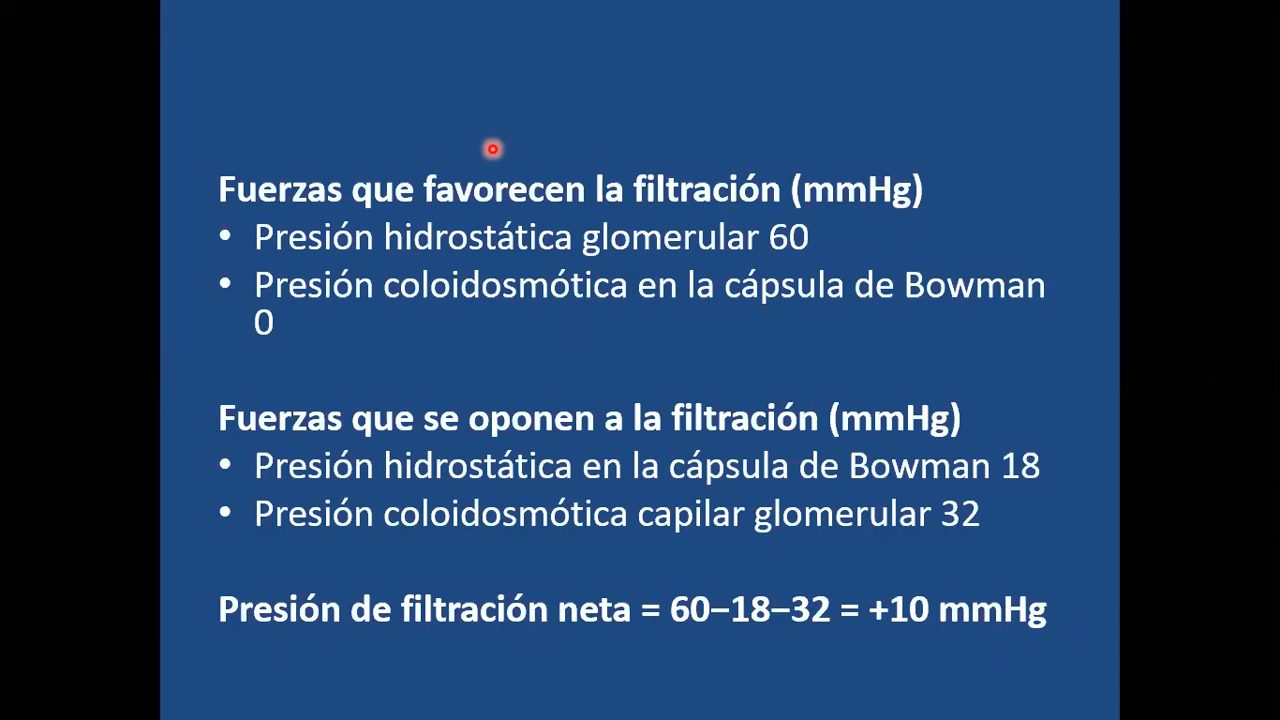 Fuerzas que favorecen la filtración (mmHg)
• Presión hidrostática glomerular 60
• Presión coloidosmótica en la cápsula de Bowman
0
Fuerzas que se oponen a la filtración (mmHg)
• Presión hidrostática en la cápsula de Bowman 18
• Presión coloidosmótica capilar glomerular 32
Presión de filtración neta = 60−18−32 = +10 mmHg